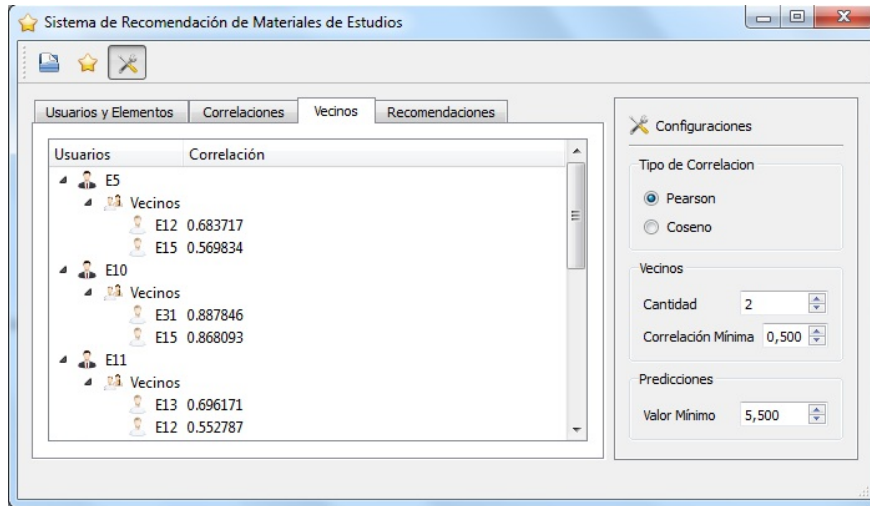 Sistema de Recomendación de Materiales de Estudios
Usuarios y Elementos
Correlaciones
Vecinos
Recomendaciones
Usuarios Correlación
E5
Vecinos
E12 0.683717
E15 0.569834
E10
Vecinos
E31 0.887846
E15 0.868093
E11
Vecinos
E13 0.696171
E12 0.552787
Configuraciones
Tipo de Correlacion
Pearson
Coseno
Vecinos
Cantidad 2
Correlación Mínima 0,500
Predicciones
Valor Mínimo 5,500